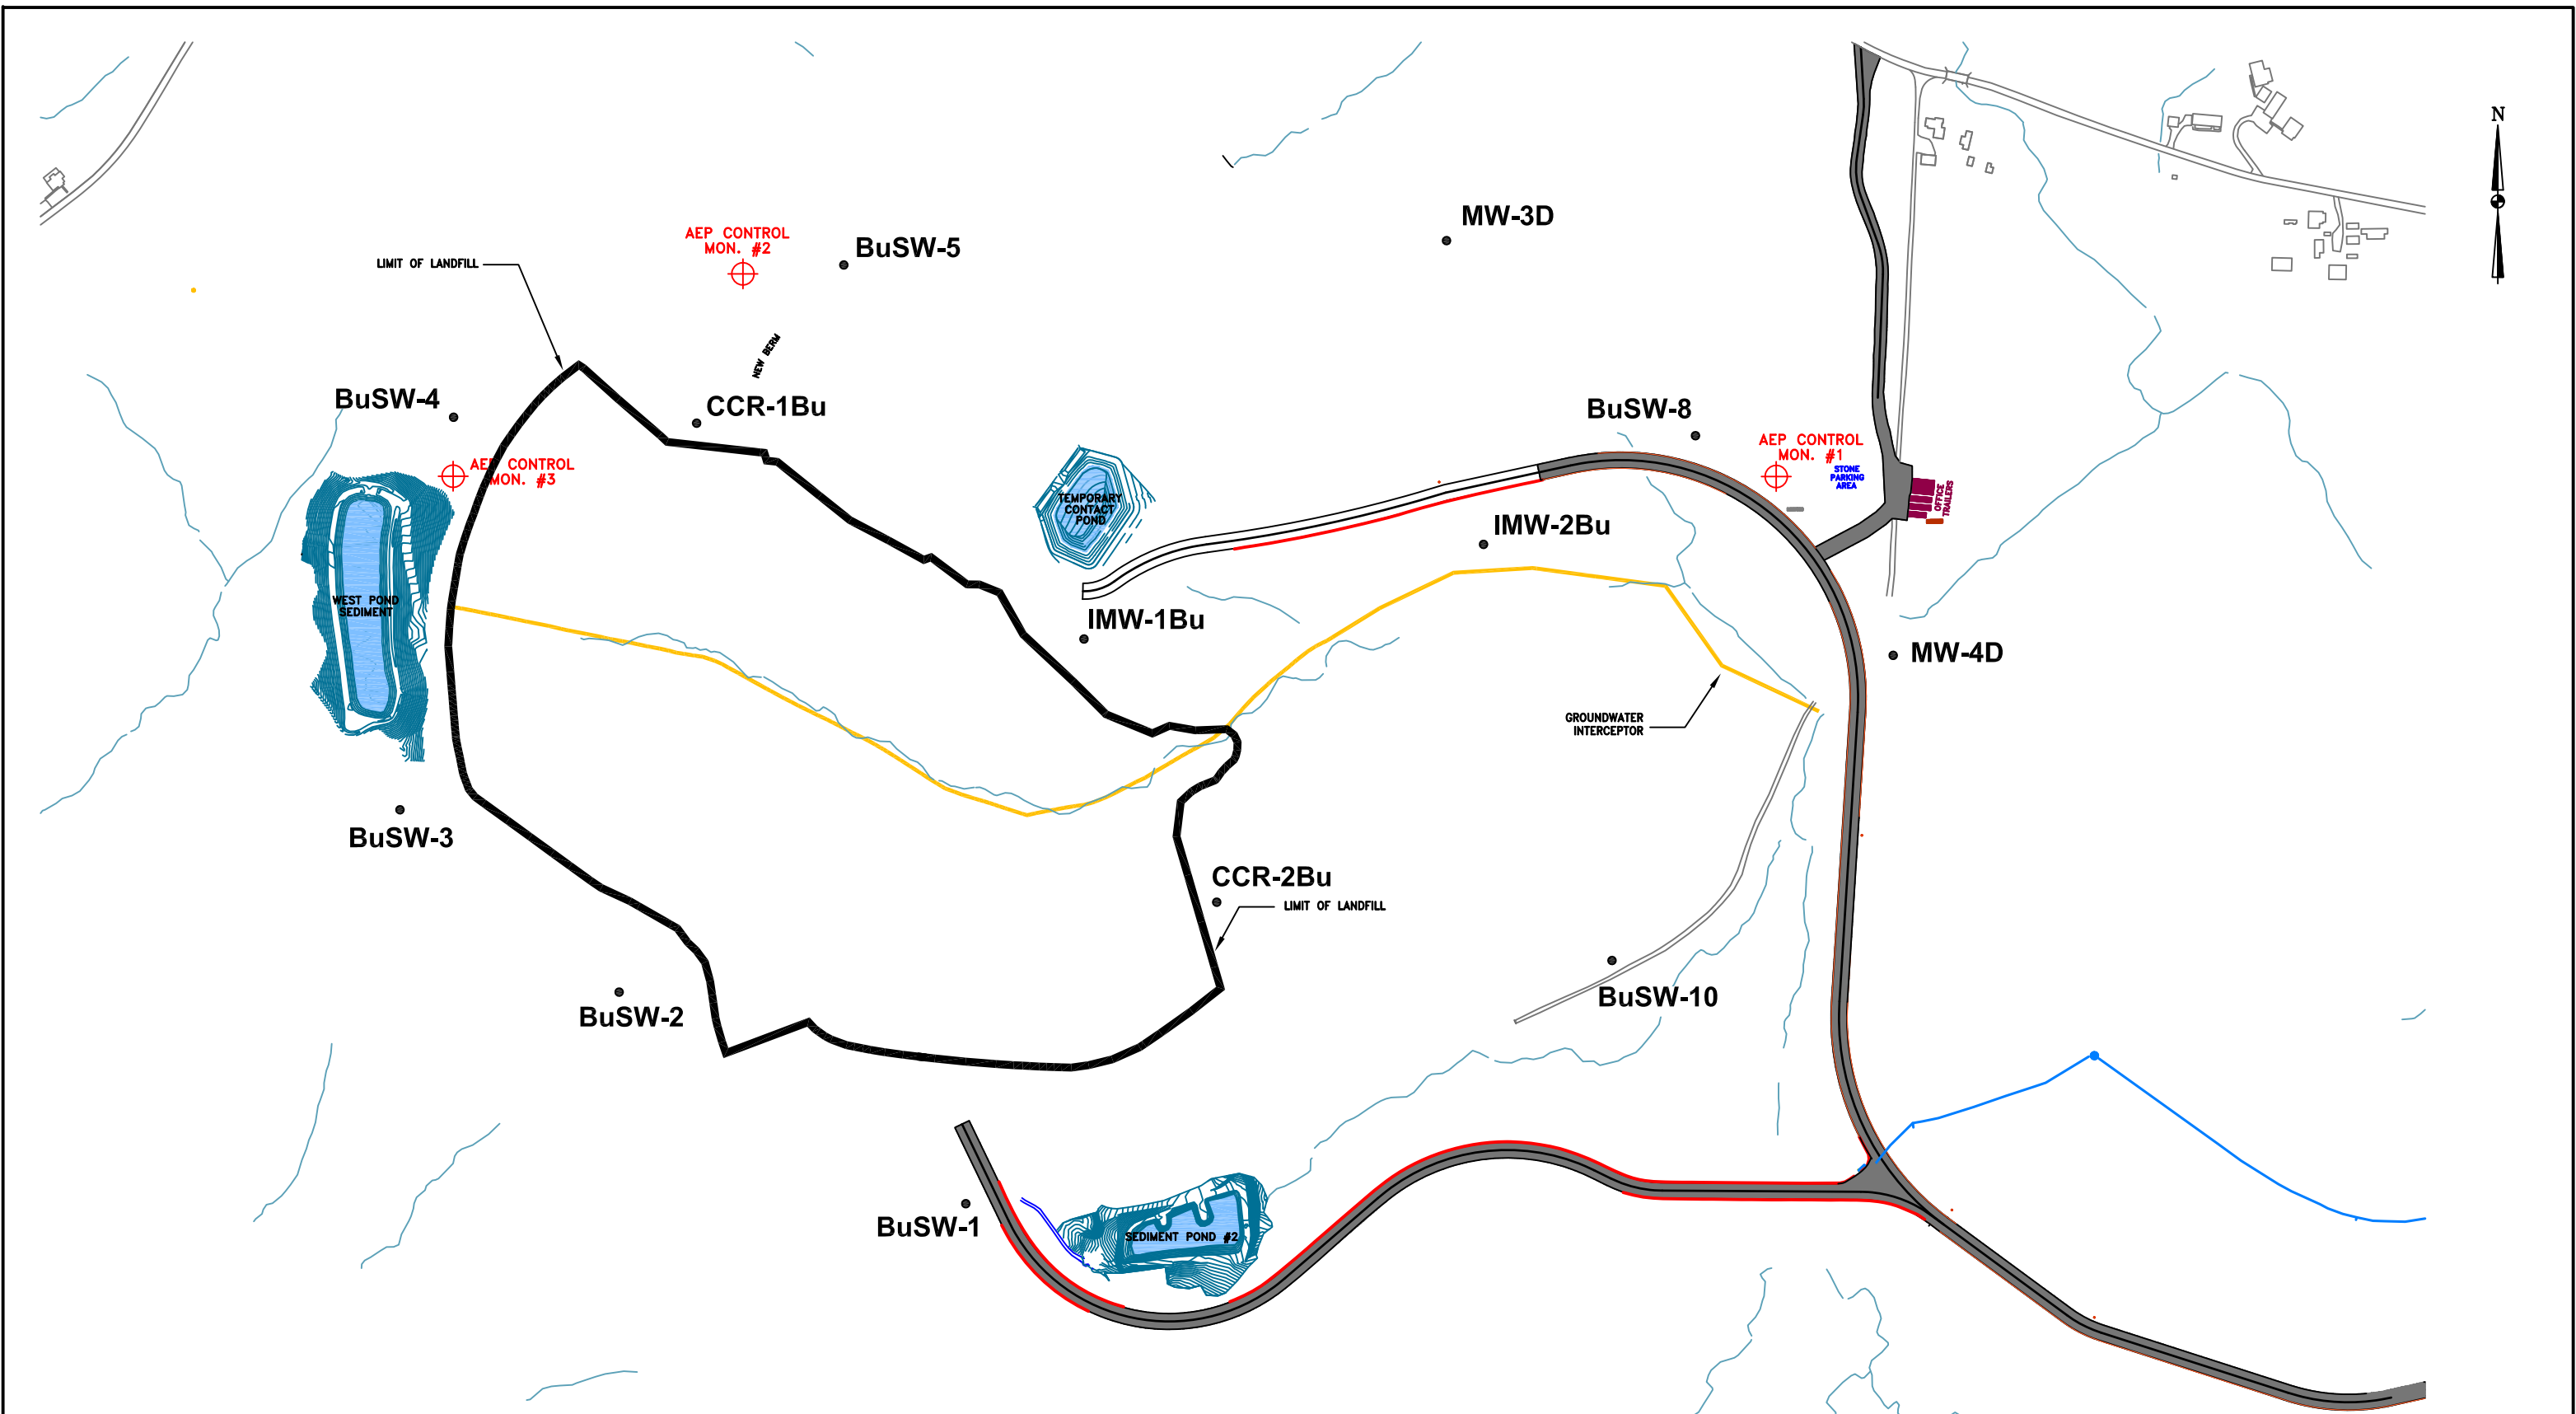 N
MW-3D
AEP CONTROL
MON. #2
BuSW-5
LIMIT OF LANDFILL
NEW BERM
BuSW-4
CCR-1Bu
BuSW-8
AEP CONTROL
MON. #1
STONE
PARKING
AREA
OFFICE
TRAILERS
AEP CONTROL
MON. #3
TEMPORARY
CONTACT
POND
IMW-2Bu
WEST POND
SEDIMENT
IMW-1Bu
MW-4D
GROUNDWATER
INTERCEPTOR
BuSW-3
CCR-2Bu
LIMIT OF LANDFILL
BuSW-10
BuSW-2
BuSW-1
SEDIMENT POND #2